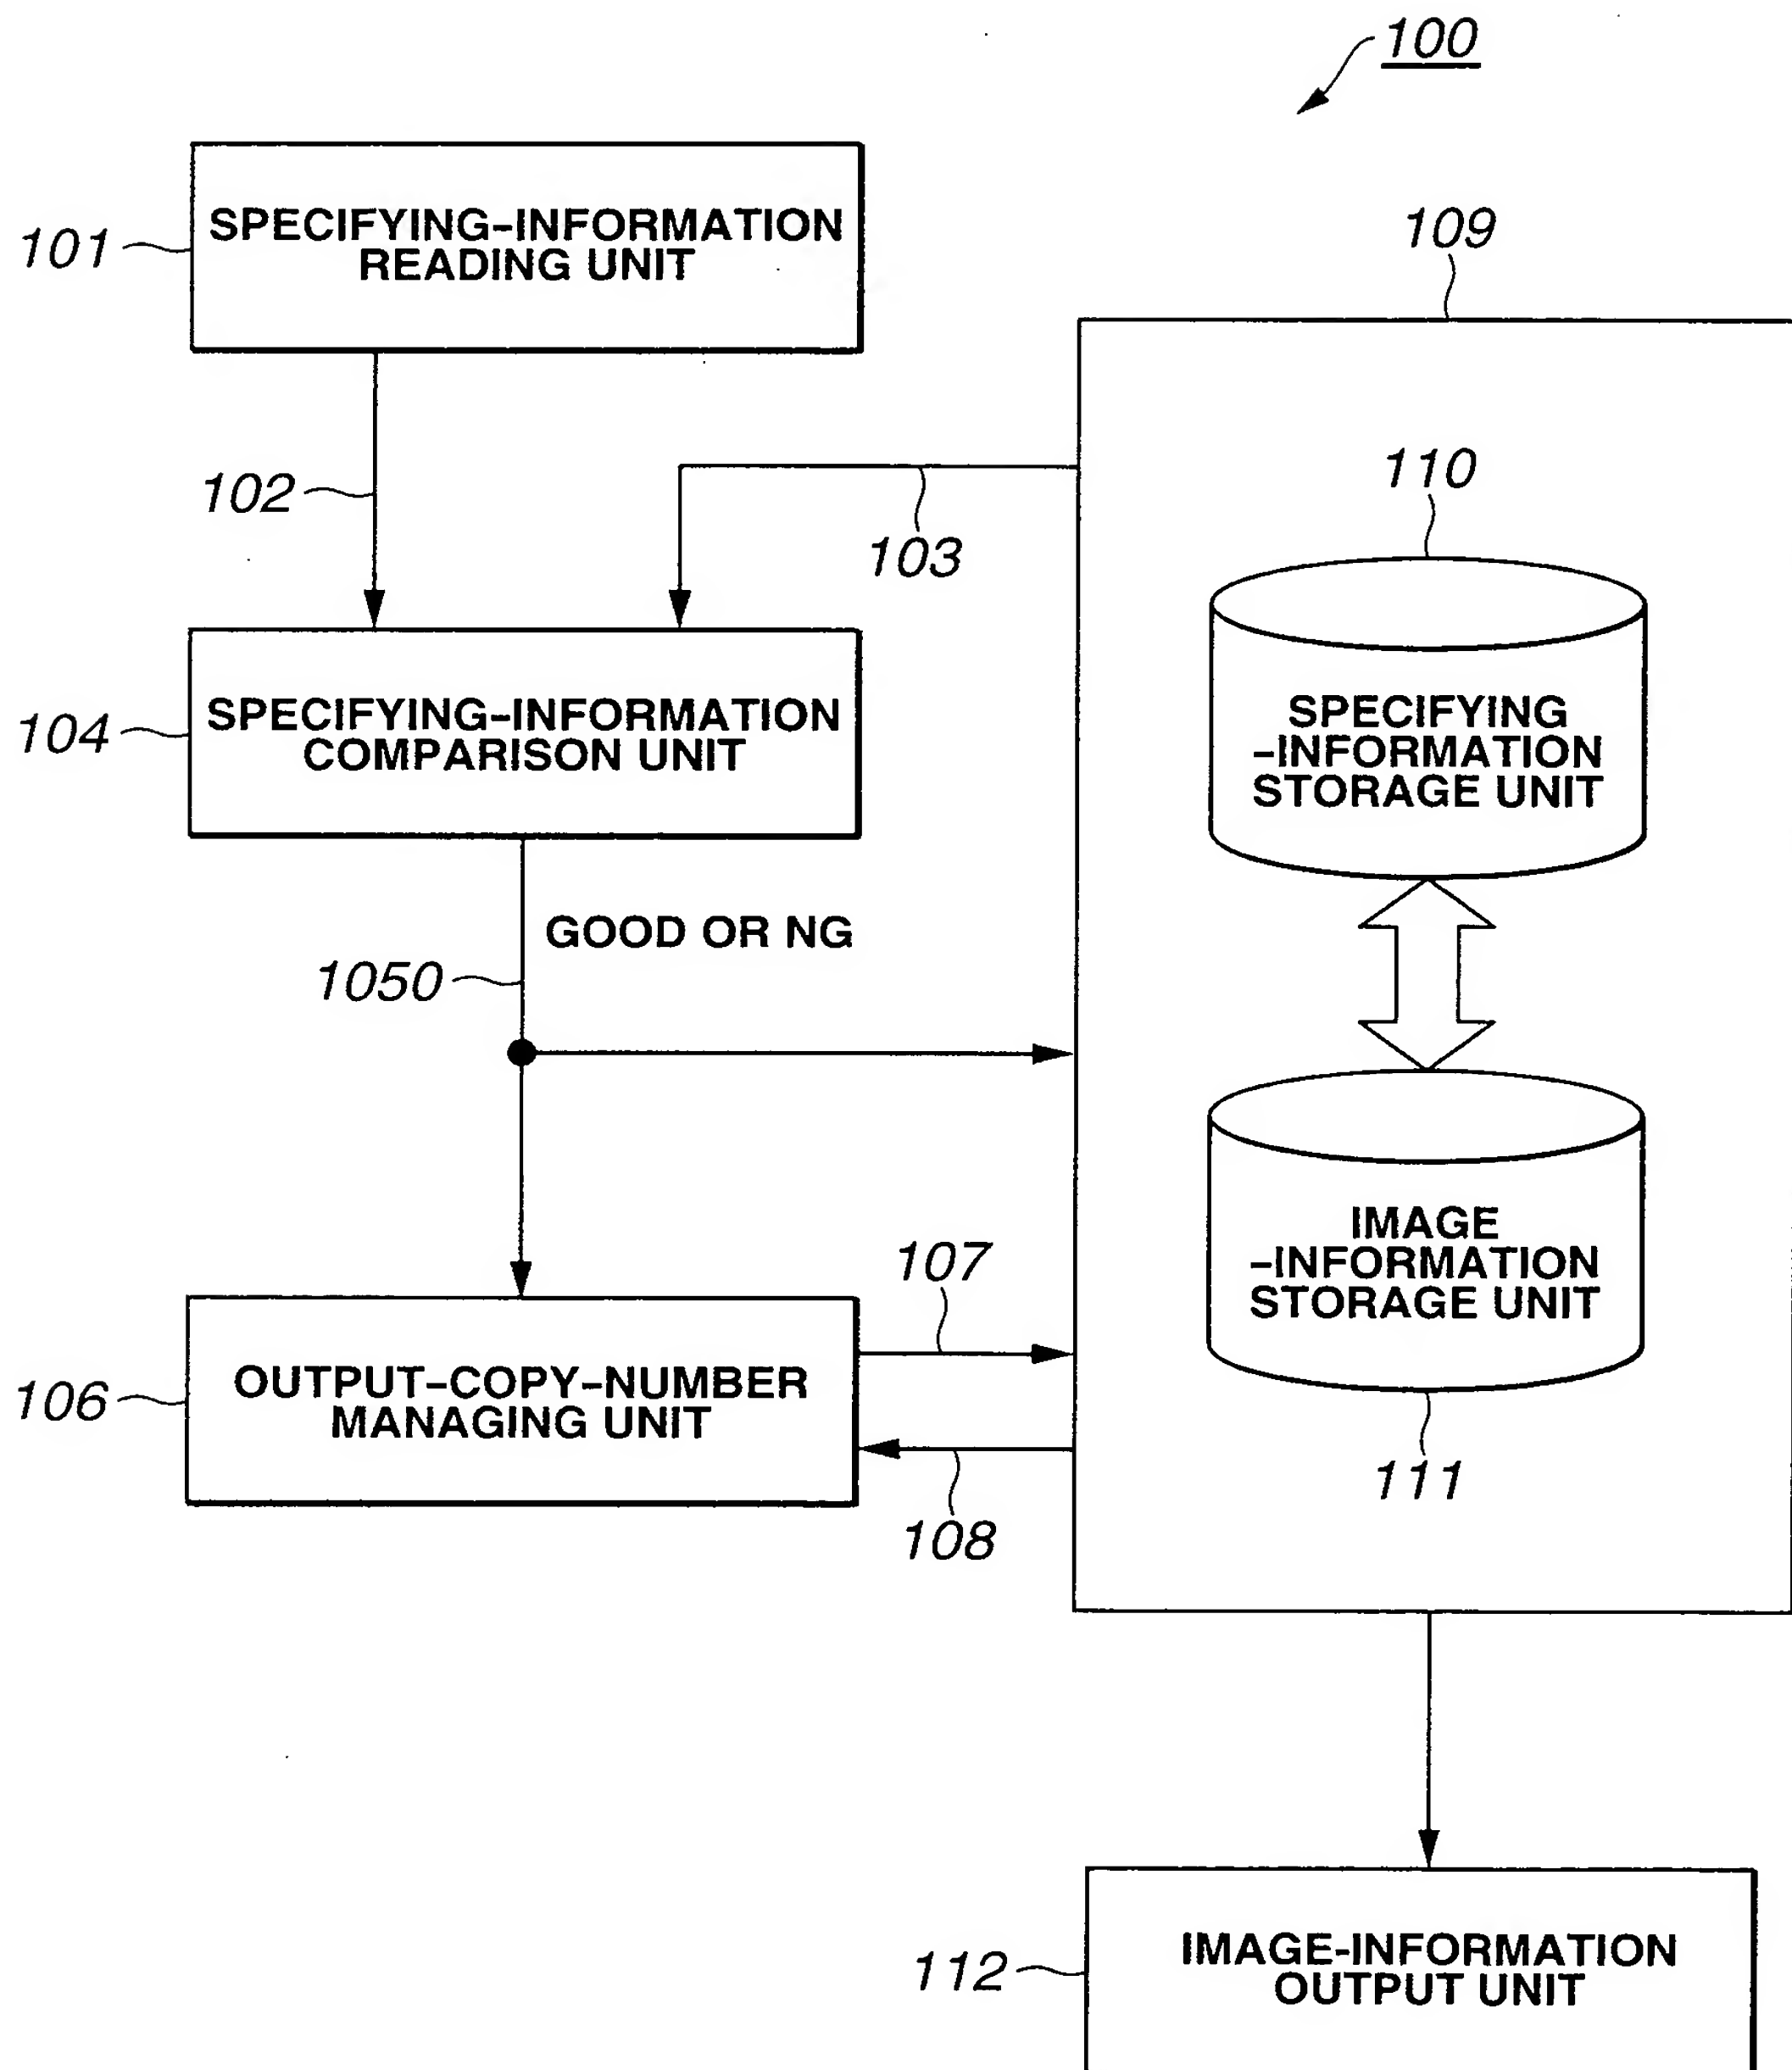 100
SPECIFYING-INFORMATION
READING UNIT
101
109
102
103
110
SPECIFYING
-INFORMATION
STORAGE UNIT
104
SPECIFYING-INFORMATION
COMPARISON UNIT
GOOD OR NG
1050
107
IMAGE
-INFORMATION
STORAGE UNIT
106
OUTPUT-COPY-NUMBER
MANAGING UNIT
111
108
112
IMAGE-INFORMATION
OUTPUT UNIT